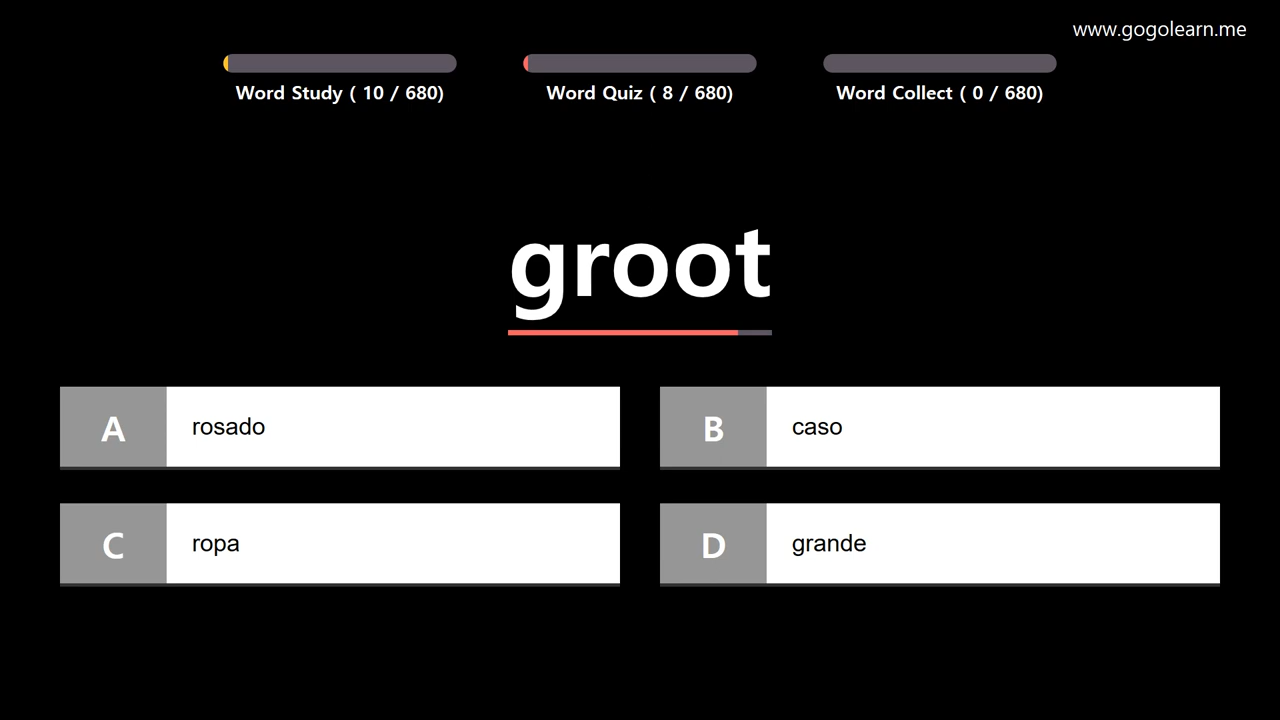 www.gogolearn.me
Word Study ( 10 / 680)
Word Quiz ( 8 / 680)
Word Collect ( 0 / 680)
groot
A rosado
B caso
C ropa
D grande